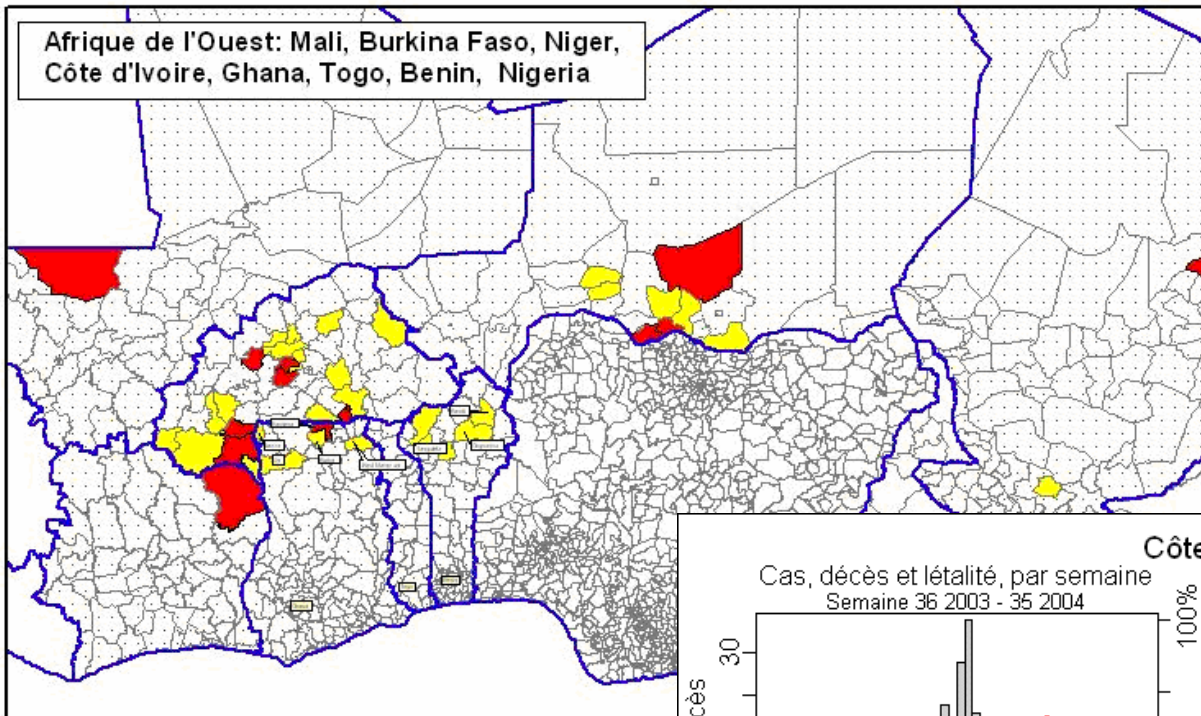 Afrique de l'Ouest: Mali, Burkina Faso, Niger,
Côte d'Ivoire, Ghana, Togo, Benin,  Nigeria
Côte
Cas, décès et létalité, par semaine
Semaine 36 2003 - 35 2004
100%
30
cès